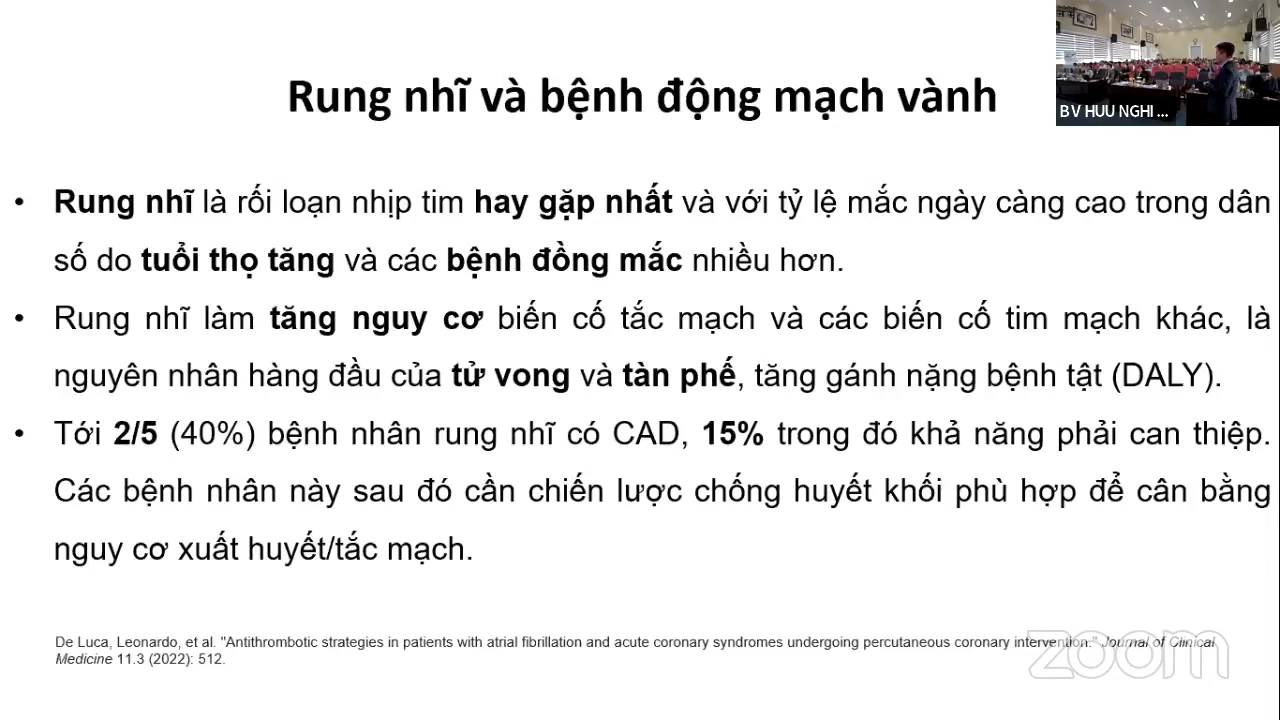 Rung nhĩ và bệnh động mạch vành
BV HUU NGHI ...
• Rung nhĩ là rối loạn nhịp tim hay gặp nhất và với tỷ lệ mắc ngày càng cao trong dân
số do tuổi thọ tăng và các bệnh đồng mắc nhiều hơn.
• Rung nhĩ làm tăng nguy cơ biến cố tắc mạch và các biến cố tim mạch khác, là
nguyên nhân hàng đầu của tử vong và tàn phế, tăng gánh nặng bệnh tật (DALY).
• Tới 2/5 (40%) bệnh nhân rung nhĩ có CAD, 15% trong đó khả năng phải can thiệp.
Các bệnh nhân này sau đó cần chiến lược chống huyết khối phù hợp để cân bằng
nguy cơ xuất huyết/tắc mạch.
De Luca, Leonardo, et al. "Antithrombotic strategies in patients with atrial fibrillation and acute coronary syndromes undergoing percutaneous coronary intervention." Journal of Clinical
Medicine 11.3 (2022): 512.
zoom